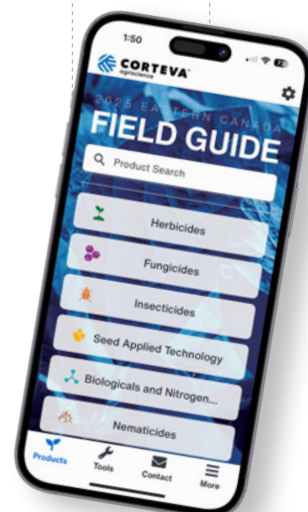 1:50
CORTEVA
agriscience
2025 EASTERN CANADA
FIELD GUIDE
Product Search
Herbicides
Fungicides
Insecticides
Seed Applied Technology
Biologicals and Nitrogen...
Nematicides
Products Tools Contact More